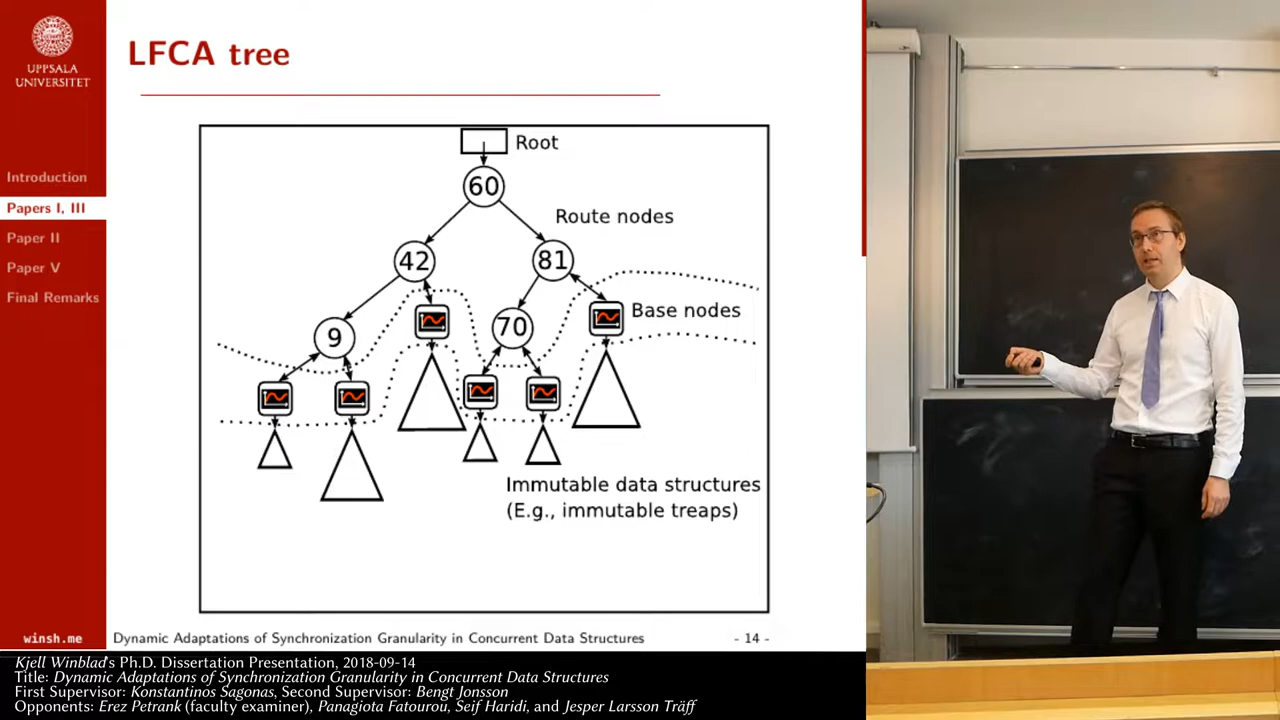 UPPSALA
UNIVERSITET
Introduction
Papers I, III
Paper II
Paper V
Final Remarks
winsh.me
LFCA tree
Root
60
Route nodes
42
81
Base nodes
9
70
Immutable data structures
(E.g., immutable treaps)
Dynamic Adaptations of Synchronization Granularity in Concurrent Data Structures
- 14 -
Kjell Winblad's Ph.D. Dissertation Presentation, 2018-09-14
Title: Dynamic Adaptations of Synchronization Granularity in Concurrent Data Structures
First Supervisor: Konstantinos Sagonas, Second Supervisor: Bengt Jonsson
Opponents: Erez Petrank (faculty examiner), Panagiota Fatourou, Seif Haridi, and Jesper Larsson Träff